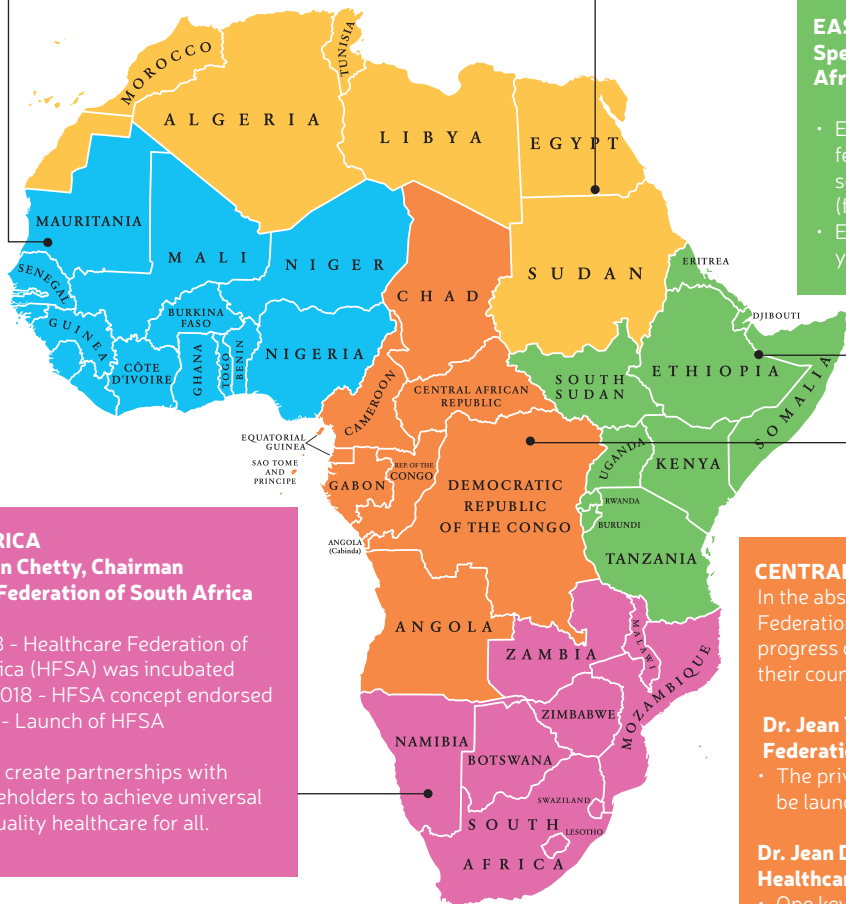 MOROCCO
TUNISIA
ALGERIA
LIBYA
EGYPT
MAURITANIA
MALI
NIGER
CHAD
SUDAN
ERITREA
SENEGAL
GUINEA
BURKINA
FASO
CÔTE
D'IVOIRE
GHANA
TOGO
BENIN
NIGERIA
DJIBOUTI
ETHIOPIA
SOMALIA
SOUTH
SUDAN
CENTRAL AFRICAN
REPUBLIC
CAMEROON
EQUATORIAL
GUINEA
SAO TOME
AND
PRINCIPE
GABON
REP. OF THE
CONGO
DEMOCRATIC
REPUBLIC
OF THE CONGO
UGANDA
KENYA
RWANDA
BURUNDI
TANZANIA
ANGOLA
(Cabinda)
ANGOLA
ZAMBIA
MALAWI
MOZAMBIQUE
ZIMBABWE
NAMIBIA
BOTSWANA
SWAZILAND
LESOTHO
SOUTH
AFRICA
EAS
Spe
Afr
• E
fe
s
(f
• E
y
RICA
n Chetty, Chairman
Federation of South Africa
3 - Healthcare Federation of
ica (HFSA) was incubated
2018 - HFSA concept endorsed
- Launch of HFSA
create partnerships with
eholders to achieve universal
uality healthcare for all.
CENTRAL
In the abs
Federation
progress o
their coun
Dr. Jean
Federatio
• The priv
be launc
Dr. Jean D
Healthcar
• One key